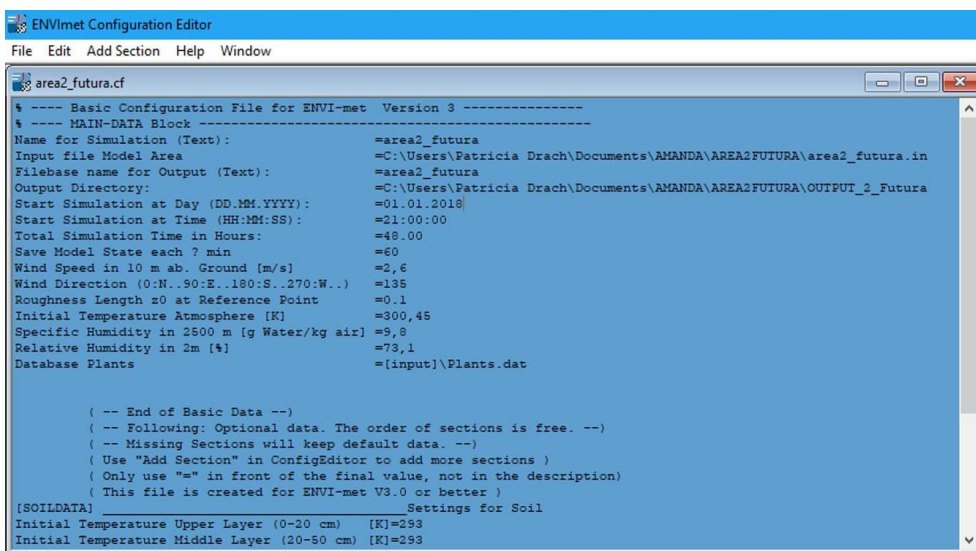 ENVImet Configuration Editor
File Edit Add Section Help Window
area2_futura.cf
% ---- Basic Configuration File for ENVI-met Version 3 ---------------
% ---- MAIN-DATA Block -------------------------------------------------
Name for Simulation (Text): =area2_futura
Input file Model Area =C:\Users\Patricia Drach\Documents\AMANDA\AREA2FUTURA\area2_futura.in
Filebase name for Output (Text): =area2_futura
Output Directory: =C:\Users\Patricia Drach\Documents\AMANDA\AREA2FUTURA\OUTPUT_2_Futura
Start Simulation at Day (DD.MM.YYYY): =01.01.2018
Start Simulation at Time (HH:MM:SS): =21:00:00
Total Simulation Time in Hours: =48.00
Save Model State each ? min =60
Wind Speed in 10 m ab. Ground [m/s] =2,6
Wind Direction (0:N..90:E..180:S..270:W..) =135
Roughness Length z0 at Reference Point =0.1
Initial Temperature Atmosphere [K] =300,45
Specific Humidity in 2500 m [g Water/kg air] =9,8
Relative Humidity in 2m [%] =73,1
Database Plants =[input]\Plants.dat
( -- End of Basic Data --)
( -- Following: Optional data. The order of sections is free. --)
( -- Missing Sections will keep default data. --)
( Use "Add Section" in ConfigEditor to add more sections )
( Only use "=" in front of the final value, not in the description)
( This file is created for ENVI-met V3.0 or better )
[SOILDATA] ______________________________Settings for Soil
Initial Temperature Upper Layer (0-20 cm) [K]=293
Initial Temperature Middle Layer (20-50 cm) [K]=293